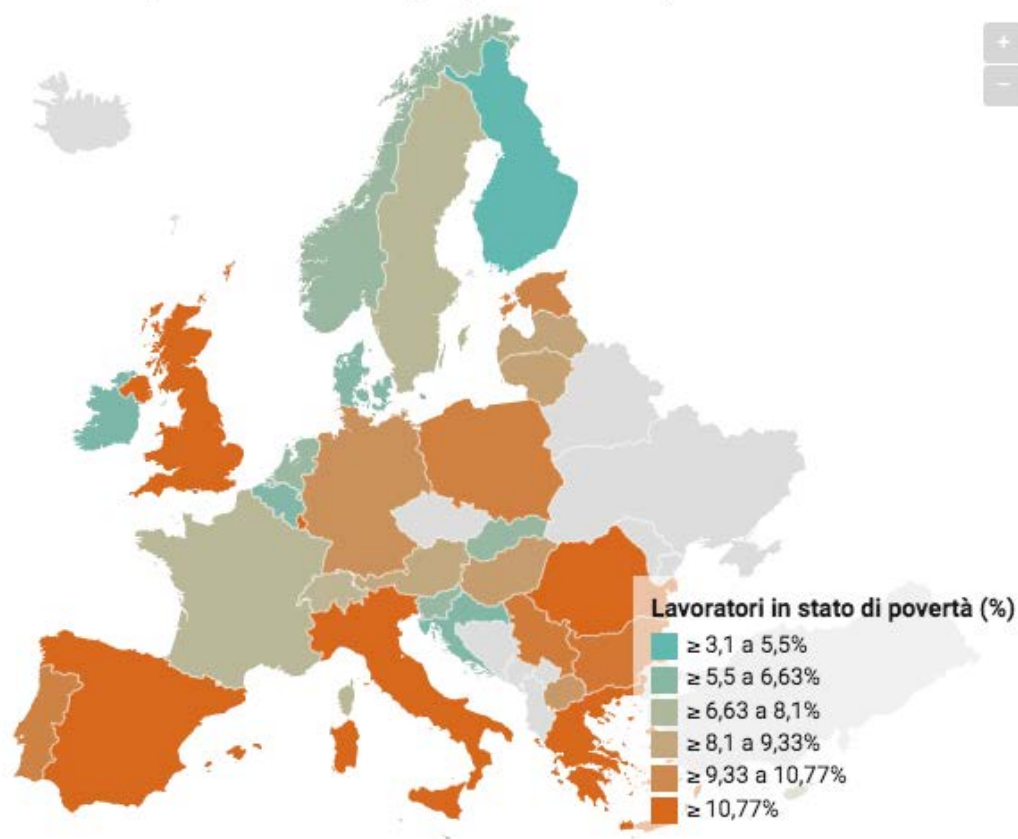 +
−
Lavoratori in stato di povertà (%)
≥ 3,1 a 5,5%
≥ 5,5 a 6,63%
≥ 6,63 a 8,1%
≥ 8,1 a 9,33%
≥ 9,33 a 10,77%
≥ 10,77%